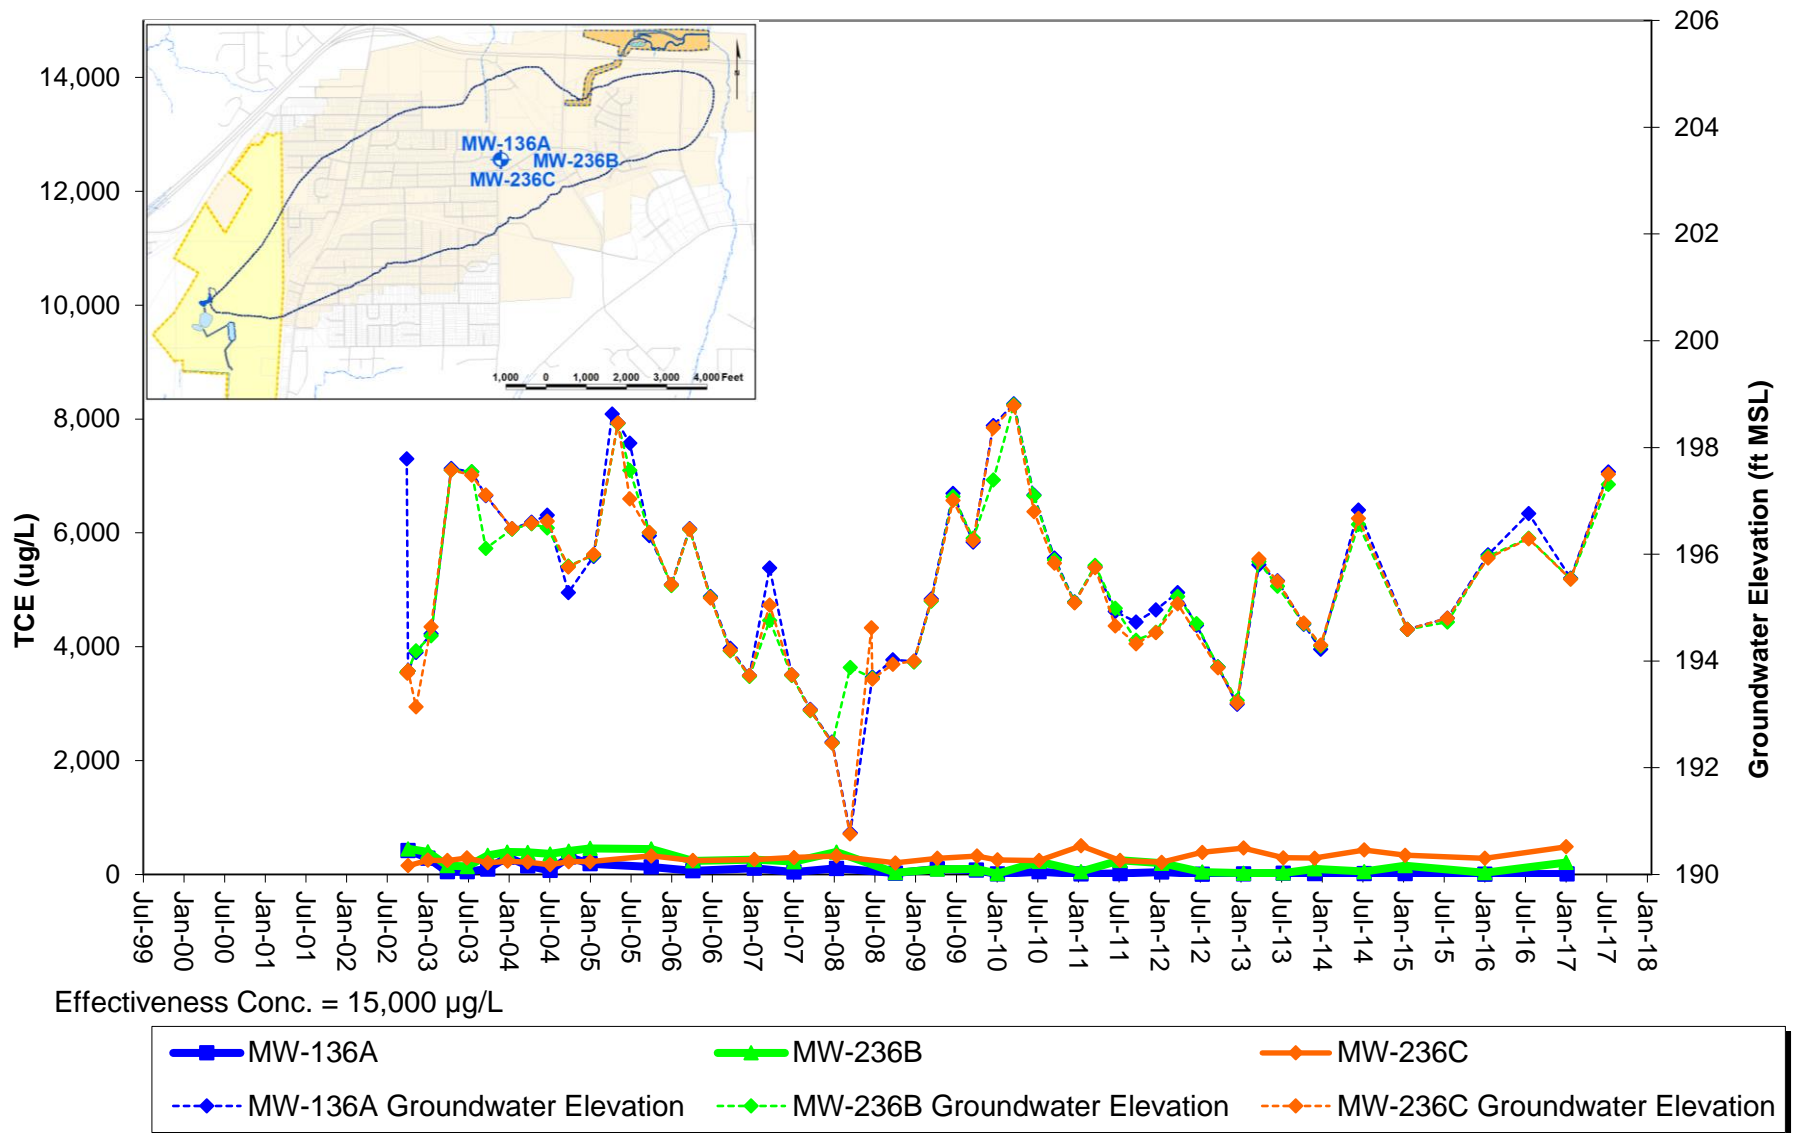 206
14,000
204
12,000
202
10,000
200
8,000
198
6,000
196
4,000
194
2,000
192
0
190
TCE (ug/L)
Groundwater Elevation (ft MSL)
MW-136A
MW-236B
MW-236C
1,000 0 1,000 2,000 3,000 4,000 Feet
Jul-99 Jan-00 Jul-00 Jan-01 Jul-01 Jan-02 Jul-02 Jan-03 Jul-03 Jan-04 Jul-04 Jan-05 Jul-05 Jan-06 Jul-06 Jan-07 Jul-07 Jan-08 Jul-08 Jan-09 Jul-09 Jan-10 Jul-10 Jan-11 Jul-11 Jan-12 Jul-12 Jan-13 Jul-13 Jan-14 Jul-14 Jan-15 Jul-15 Jan-16 Jul-16 Jan-17 Jul-17 Jan-18
Effectiveness Conc. = 15,000 µg/L
MW-136A MW-236B MW-236C
MW-136A Groundwater Elevation MW-236B Groundwater Elevation MW-236C Groundwater Elevation